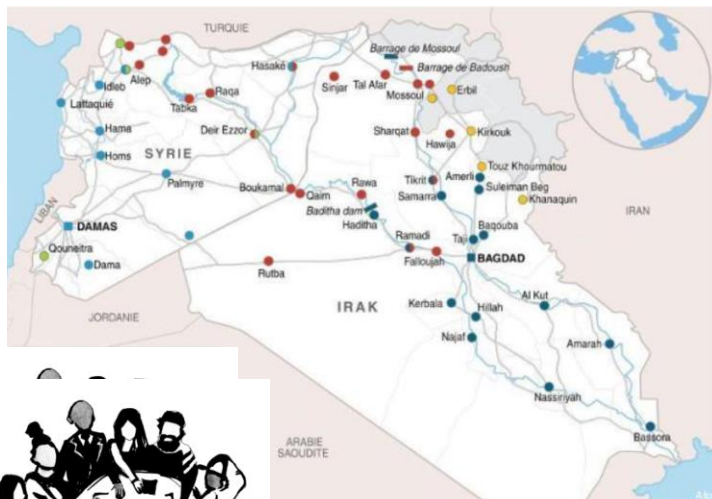 TURQUIE
Barrage de Mossoul
Barrage de Badoush
Hasaké
Alep
Idleb
Sinjar
Tal Afar
Erbil
Mossoul
Lattaquié
Raqa
Tabka
Hama
Deir Ezzor
Sharqat
Hawija
Kirkouk
Homs
SYRIE
Touz Khourmatou
Palmyre
Boukamal
Qaim
Rawa
Tikrit
Amerli
Suleiman Beg
Samarra
Khanaquin
Baditha dam
Haditha
LIBAN
IRAN
DAMAS
Ramadi
Taji
Baqouba
Qouneitra
Dama
Rutba
Falloujah
BAGDAD
IRAK
Kerbala
Hillah
Al Kut
JORDANIE
Najaf
Amarah
Nassiriyah
Bassora
ARABIE
SAOUDITE